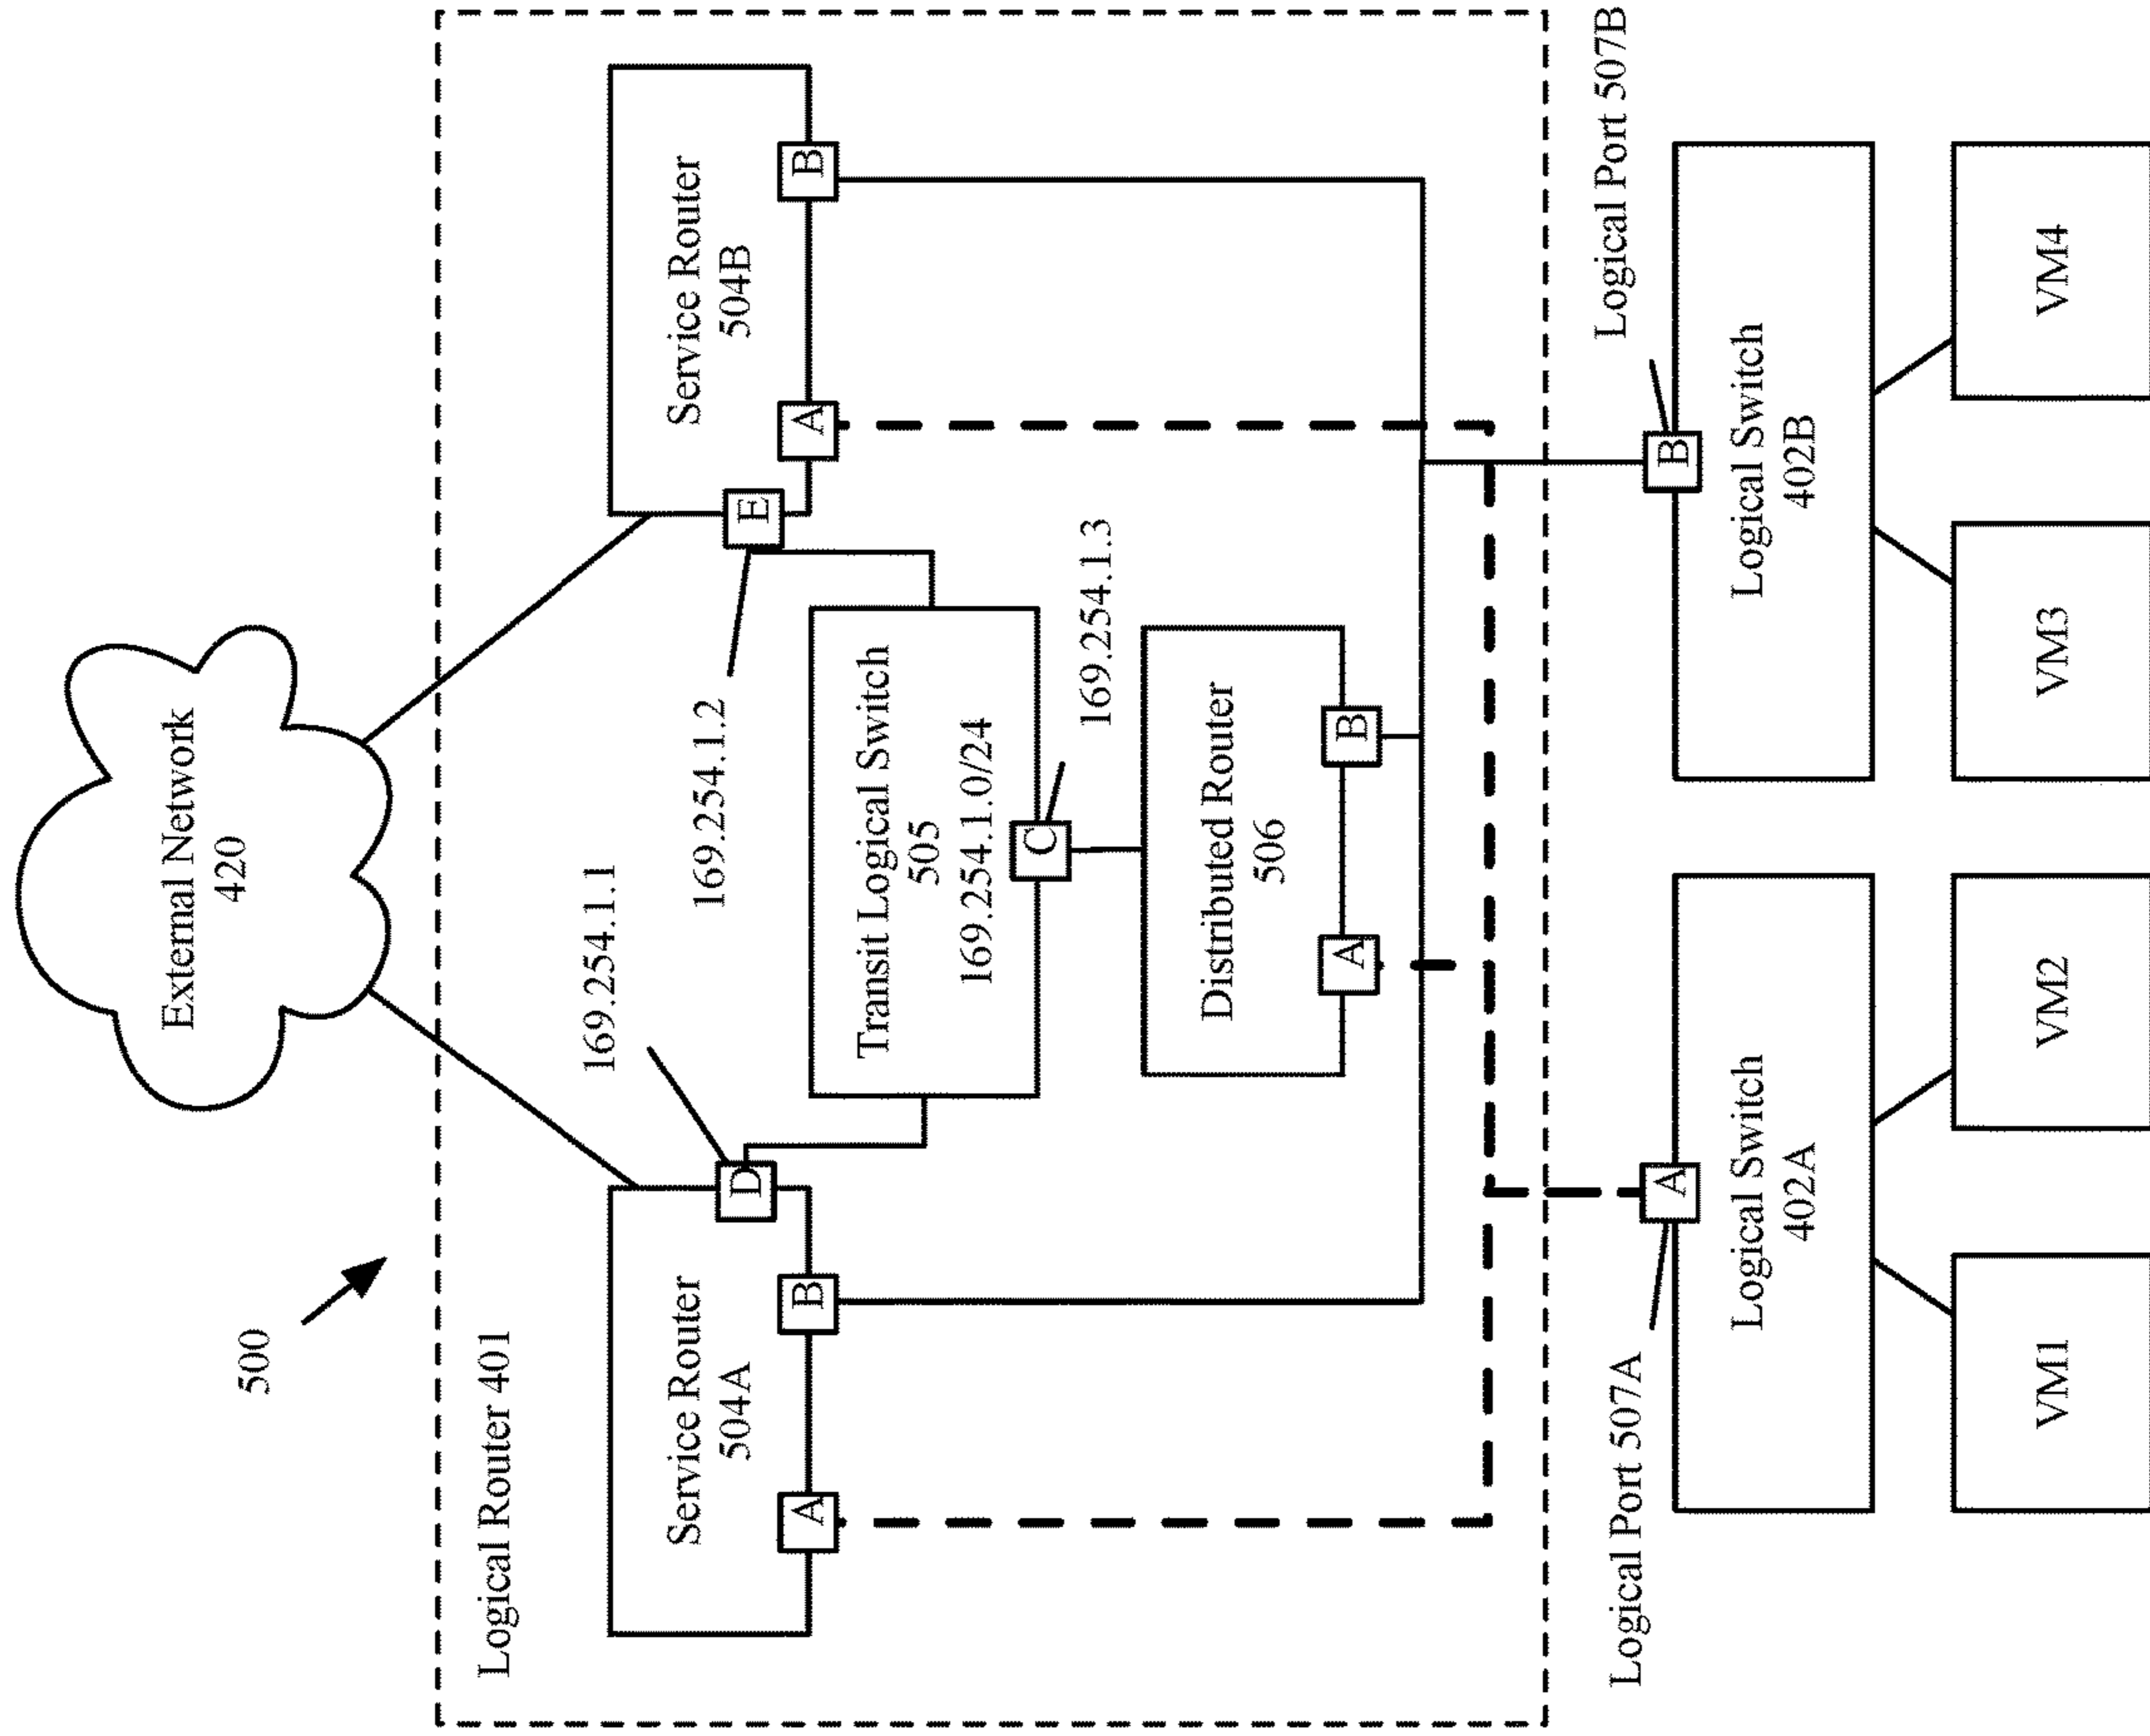 500
External Network
420
Logical Router 401
169.254.1.1
Service Router
504A
Service Router
504B
D
E
A
B
A
B
169.254.1.2
Transit Logical Switch
505
169.254.1.0/24
C
169.254.1.3
Distributed Router
506
A
B
Logical Port 507A
Logical Port 507B
A
B
Logical Switch
402A
Logical Switch
402B
VM1
VM2
VM3
VM4